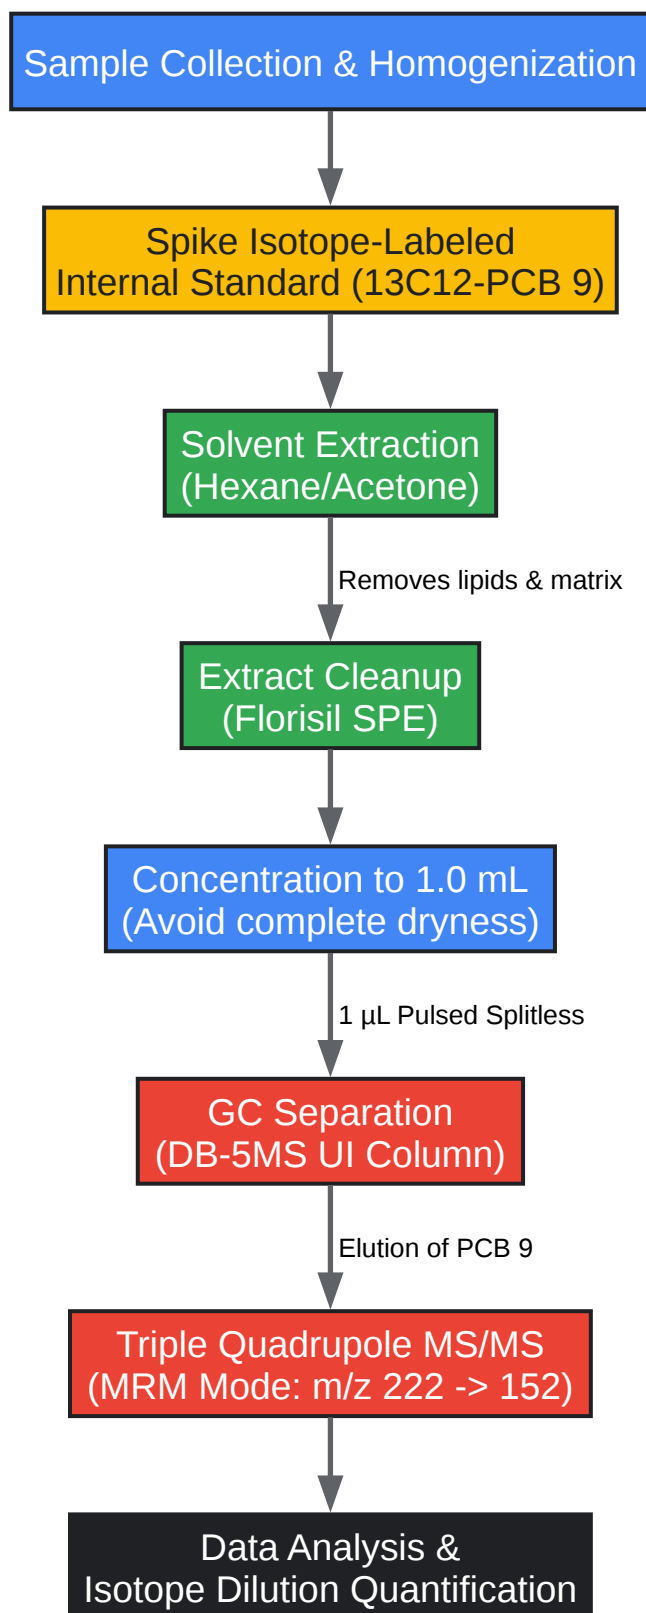 Sample Collection & Homogenization
Spike Isotope-Labeled
Internal Standard (13C12-PCB 9)
Solvent Extraction
(Hexane/Acetone)
Removes lipids & matrix
Extract Cleanup
(Florisil SPE)
Concentration to 1.0 mL
(Avoid complete dryness)
1 µL Pulsed Splitless
GC Separation
(DB-5MS UI Column)
Elution of PCB 9
Triple Quadrupole MS/MS
(MRM Mode: m/z 222 -> 152)
Data Analysis &
Isotope Dilution Quantification